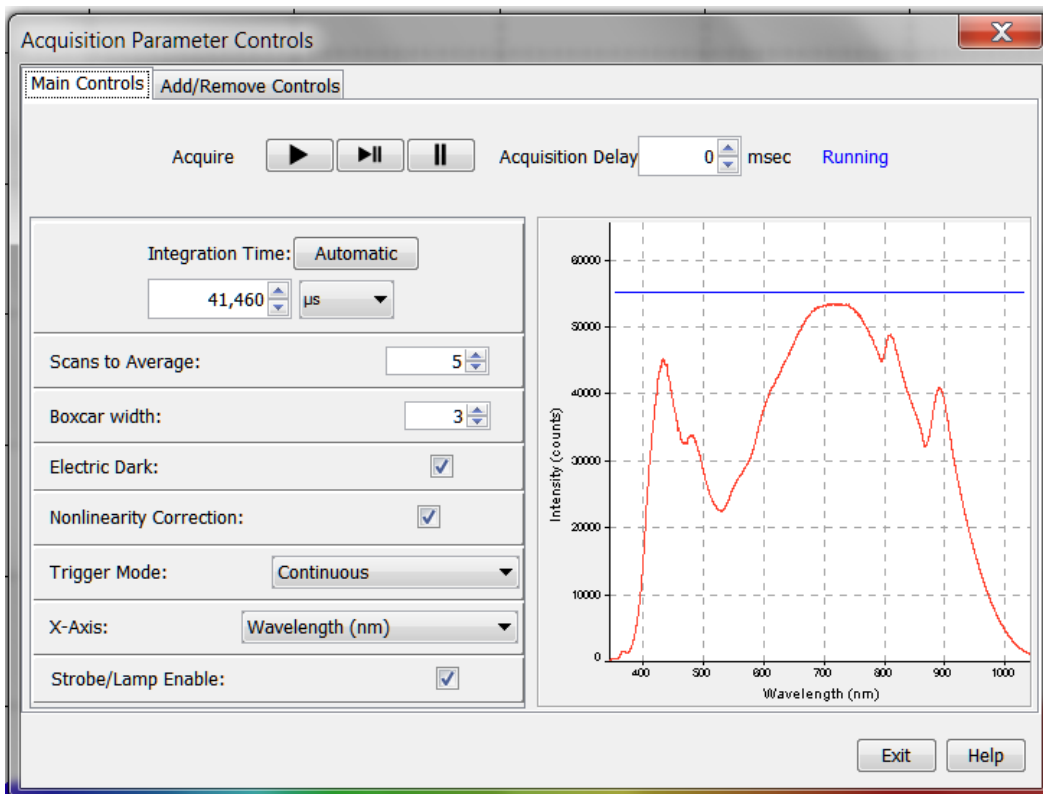 Acquisition Parameter Controls
X
Main Controls Add/Remove Controls
Acquire Acquisition Delay 0 msec Running
Integration Time: Automatic
41,460 µs
Scans to Average: 5
Boxcar width: 3
Electric Dark:
Nonlinearity Correction:
Trigger Mode: Continuous
X-Axis: Wavelength (nm)
Strobe/Lamp Enable:
60000
50000
40000
30000
20000
10000
0
Intensity (counts)
400 500 600 700 800 900 1000
Wavelength (nm)
Exit Help